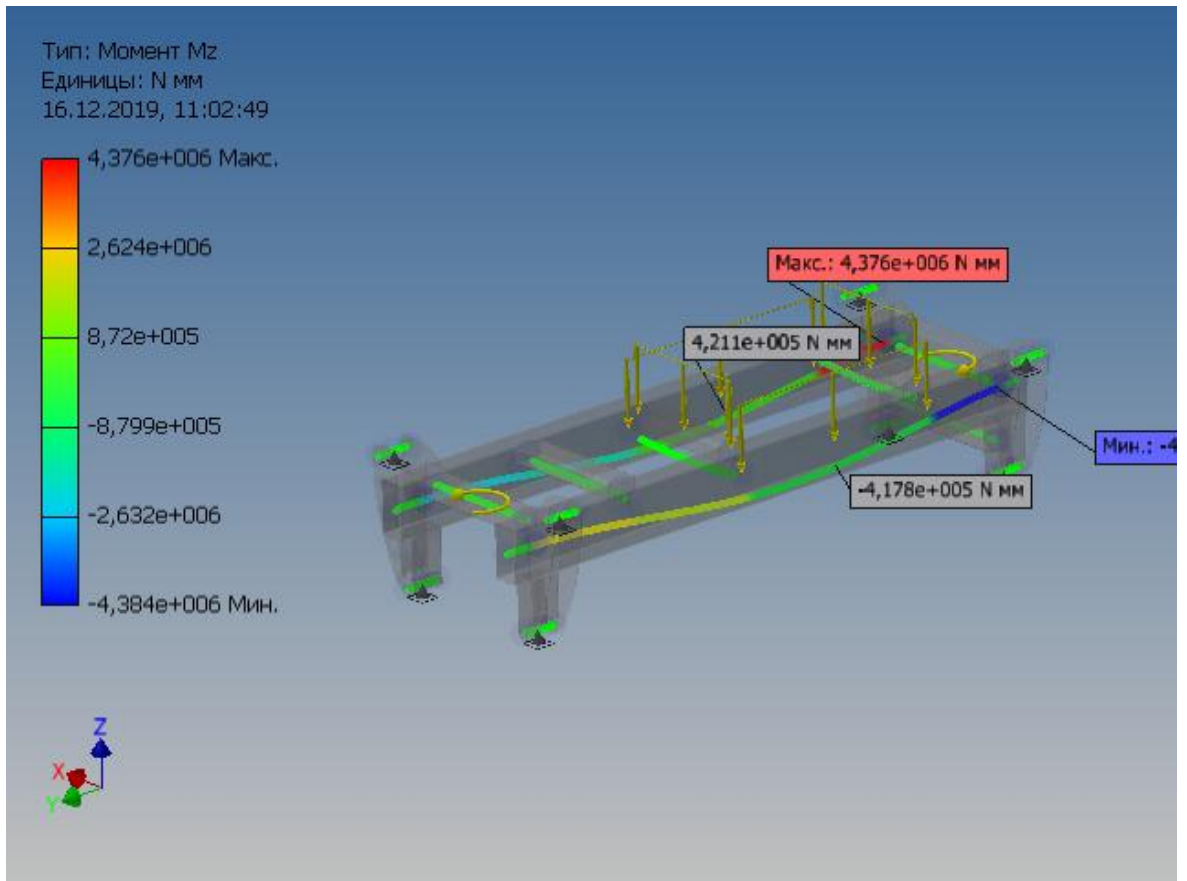 Тип: Момент Mz
Единицы: N мм
16.12.2019, 11:02:49
4,376e+006 Макс.
2,624e+006
8,72e+005
-8,799e+005
-2,632e+006
-4,384e+006 Мин.
Макс.: 4,376e+006 N мм
4,211e+005 N мм
Мин.: -4
-4,178e+005 N мм
Z
X
Y